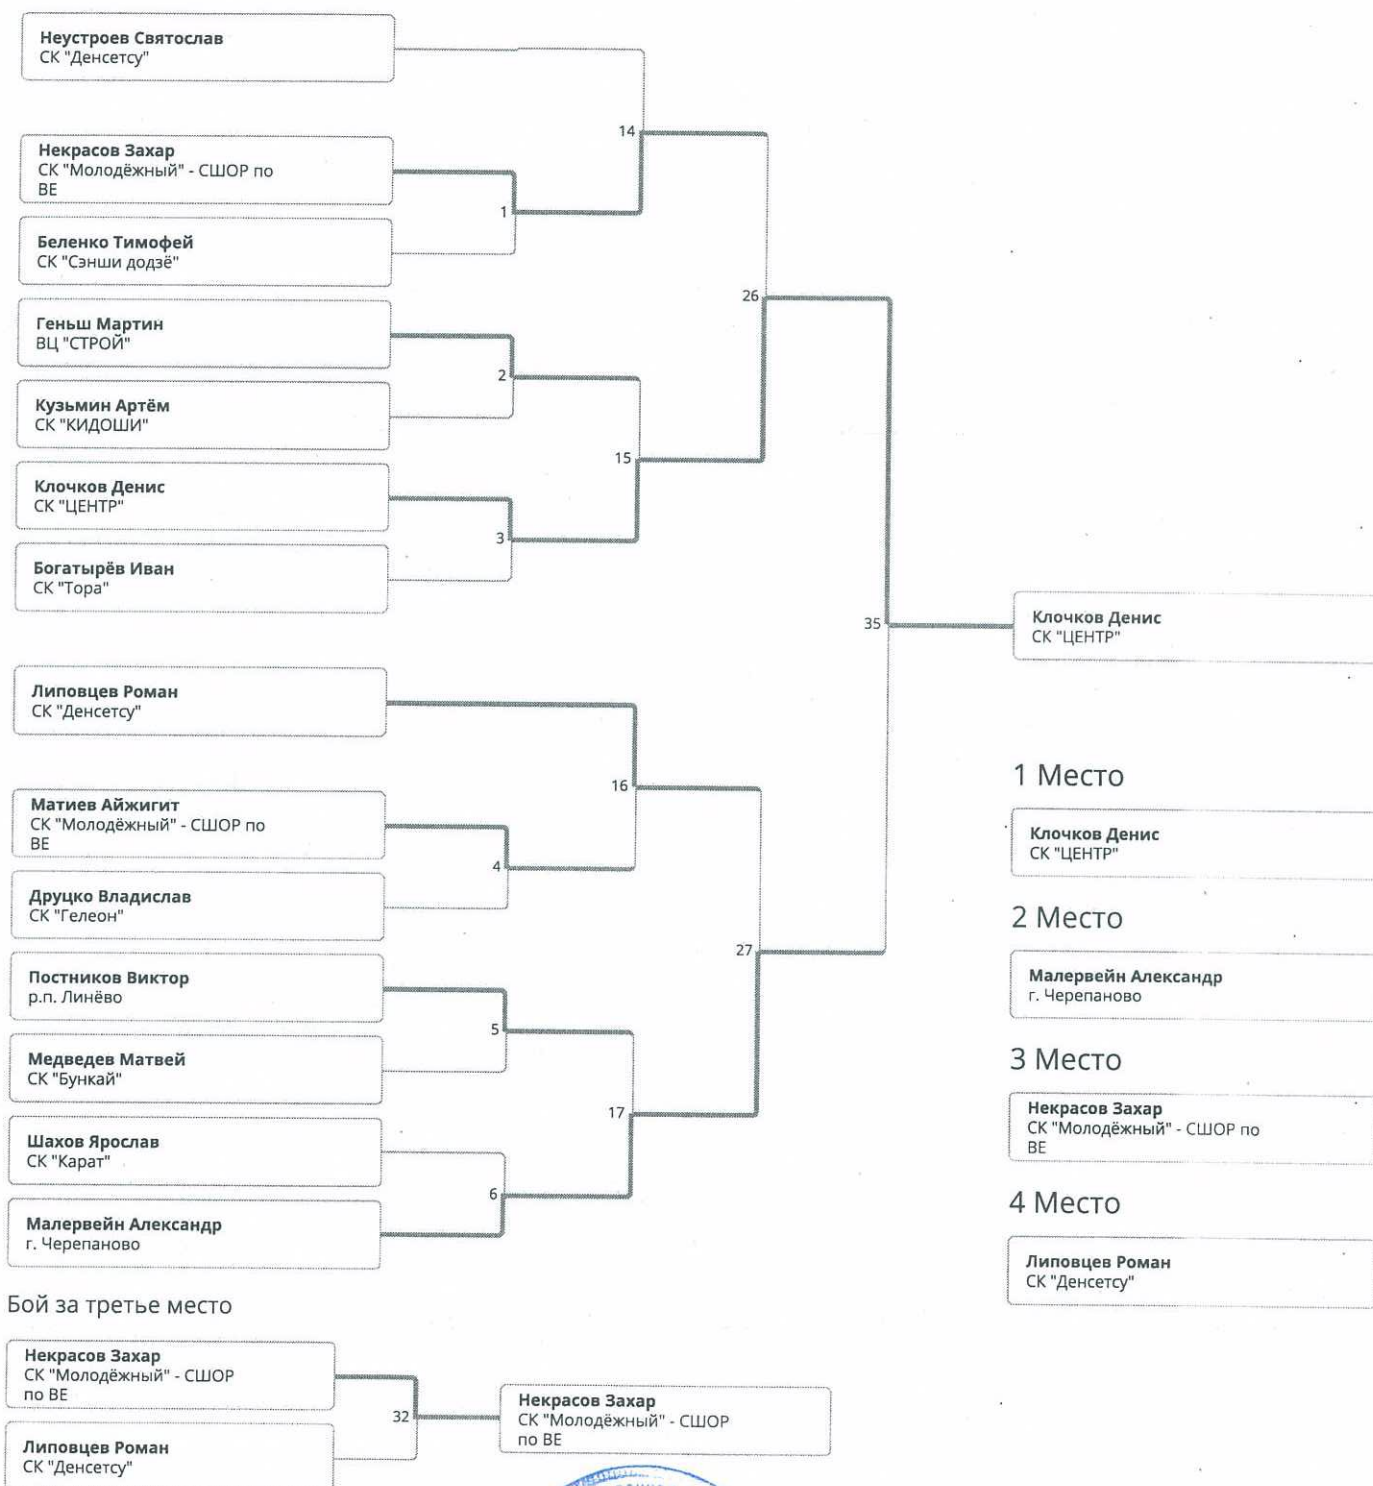 Неустроев Святослав
СК "Денсетсу"
14
Некрасов Захар
СК "Молодёжный" - СШОР по
ВЕ
1
Беленко Тимофей
СК "Сэнши додзё"
26
Геньш Мартин
ВЦ "СТРОЙ"
2
Кузьмин Артём
СК "КИДОШИ"
15
Клочков Денис
СК "ЦЕНТР"
3
Богатырёв Иван
СК "Тора"
35
Клочков Денис
СК "ЦЕНТР"
Липовцев Роман
СК "Денсетсу"
16
Матиев Айжигит
СК "Молодёжный" - СШОР по
ВЕ
4
Друцко Владислав
СК "Гелеон"
27
Постников Виктор
р.п. Линёво
5
Медведев Матвей
СК "Бункай"
17
Шахов Ярослав
СК "Карат"
6
Малервейн Александр
г. Черепаново
1 Место
Клочков Денис
СК "ЦЕНТР"
2 Место
Малервейн Александр
г. Черепаново
3 Место
Некрасов Захар
СК "Молодёжный" - СШОР по
ВЕ
4 Место
Липовцев Роман
СК "Денсетсу"
Бой за третье место
Некрасов Захар
СК "Молодёжный" - СШОР
по ВЕ
32
Липовцев Роман
СК "Денсетсу"
Некрасов Захар
СК "Молодёжный" - СШОР
по ВЕ